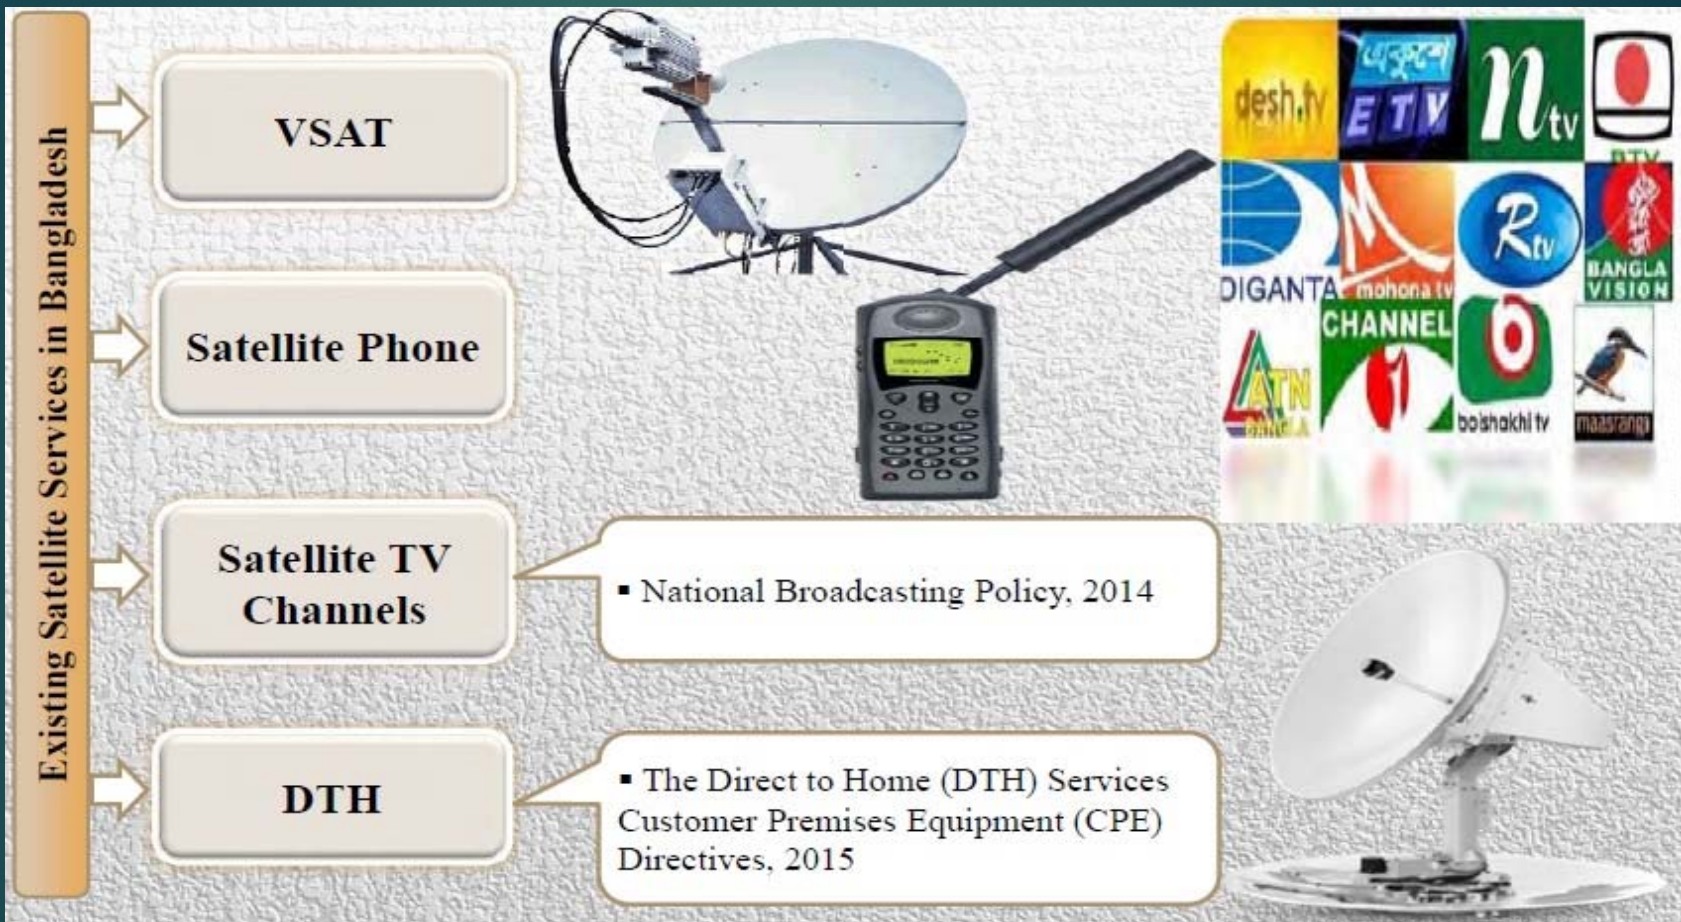 Existing Satellite Services in Bangladesh
VSAT
Satellite Phone
Satellite TV
Channels
▪ National Broadcasting Policy, 2014
DTH
▪ The Direct to Home (DTH) Services
Customer Premises Equipment (CPE)
Directives, 2015
desh.tv
একুশে
ETV
ntv
BTV
DIGANTA
mohona tv
Rtv
BANGLA
VISION
ATN
BANGLA
CHANNEL
i
boishakhi tv
maasranga